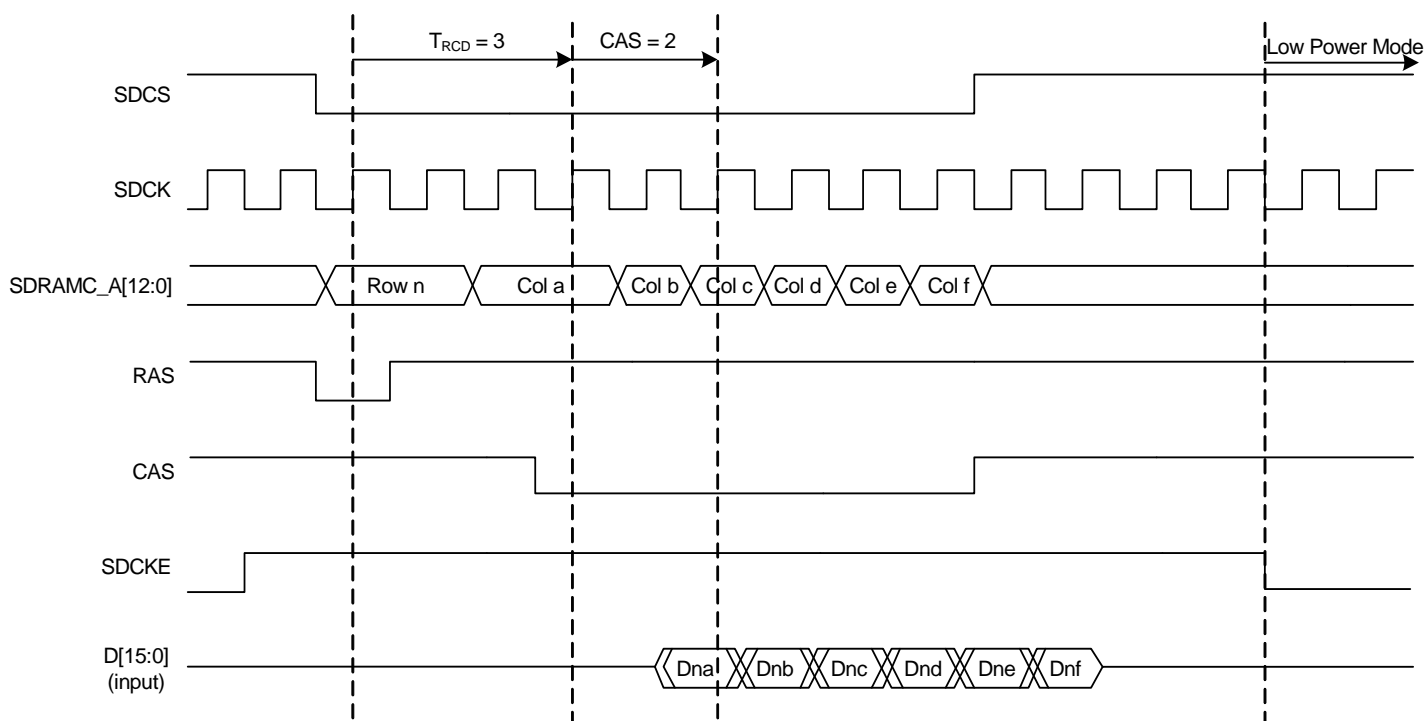 TRCD = 3 CAS = 2
Low Power Mode
SDCS
SDCK
SDRAMC_A[12:0] Row n Col a Col b Col c Col d Col e Col f
RAS
CAS
SDCKE
D[15:0]
(input)
Dna Dnb Dnc Dnd Dne Dnf